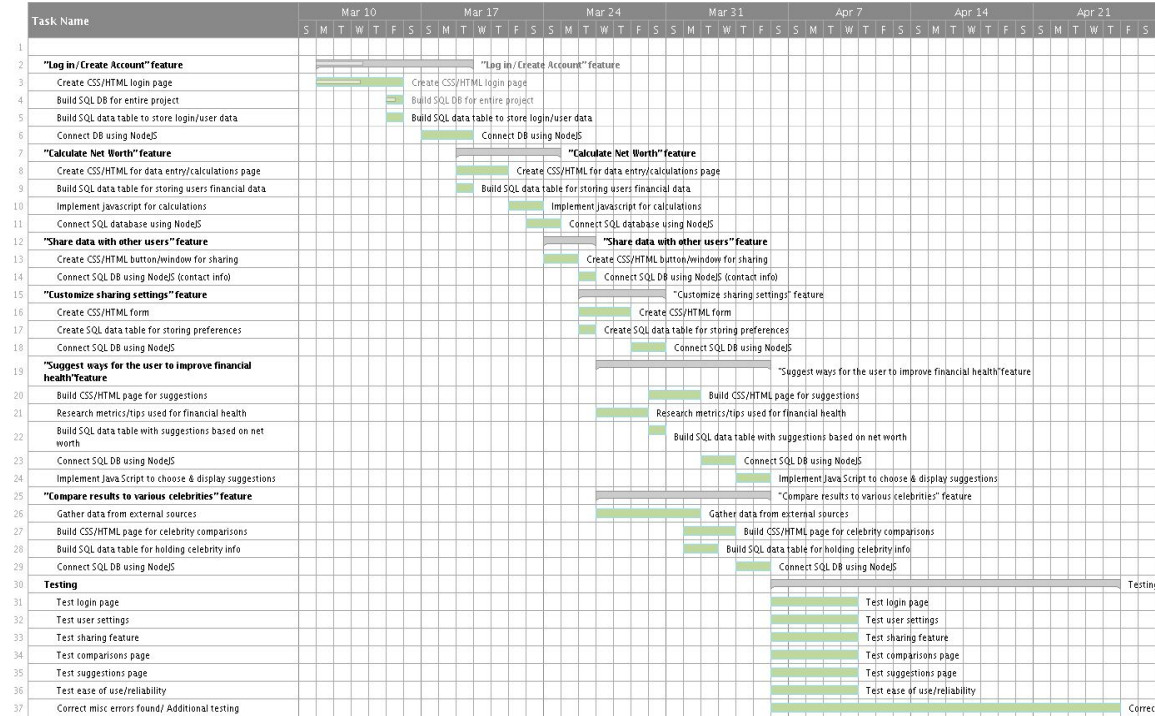 Task Name Mar 10 Mar 17 Mar 24 Mar 31 Apr 7 Apr 14 Apr 21
S M T W T F S S M T W T F S S M T W T F S S M T W T F S S M T W T F S S M T W T F S S M T W T F S
1
2 "Log in/Create Account" feature "Log in/Create Account" feature
3 Create CSS/HTML login page Create CSS/HTML login page
4 Build SQL DB for entire project Build SQL DB for entire project
5 Build SQL data table to store login/user data Build SQL data table to store login/user data
6 Connect DB using NodeJS Connect DB using NodeJS
7 "Calculate Net Worth" feature "Calculate Net Worth" feature
8 Create CSS/HTML for data entry/calculations page Create CSS/HTML for data entry/calculations page
9 Build SQL data table for storing users financial data Build SQL data table for storing users financial data
10 Implement javascript for calculations Implement javascript for calculations
11 Connect SQL database using NodeJS Connect SQL database using NodeJS
12 "Share data with other users" feature "Share data with other users" feature
13 Create CSS/HTML button/window for sharing Create CSS/HTML button/window for sharing
14 Connect SQL DB using NodeJS (contact info) Connect SQL DB using NodeJS (contact info)
15 "Customize sharing settings" feature "Customize sharing settings" feature
16 Create CSS/HTML form Create CSS/HTML form
17 Create SQL data table for storing preferences Create SQL data table for storing preferences
18 Connect SQL DB using NodeJS Connect SQL DB using NodeJS
19 "Suggest ways for the user to improve financial
health"feature "Suggest ways for the user to improve financial health"feature
20 Build CSS/HTML page for suggestions Build CSS/HTML page for suggestions
21 Research metrics/tips used for financial health Research metrics/tips used for financial health
22 Build SQL data table with suggestions based on net
worth Build SQL data table with suggestions based on net worth
23 Connect SQL DB using NodeJS Connect SQL DB using NodeJS
24 Implement Java Script to choose & display suggestions Implement Java Script to choose & display suggestions
25 "Compare results to various celebrities" feature "Compare results to various celebrities" feature
26 Gather data from external sources Gather data from external sources
27 Build CSS/HTML page for celebrity comparisons Build CSS/HTML page for celebrity comparisons
28 Build SQL data table for holding celebrity info Build SQL data table for holding celebrity info
29 Connect SQL DB using NodeJS Connect SQL DB using NodeJS
30 Testing Testing
31 Test login page Test login page
32 Test user settings Test user settings
33 Test sharing feature Test sharing feature
34 Test comparisons page Test comparisons page
35 Test suggestions page Test suggestions page
36 Test ease of use/reliability Test ease of use/reliability
37 Correct misc errors found/ Additional testing Correc